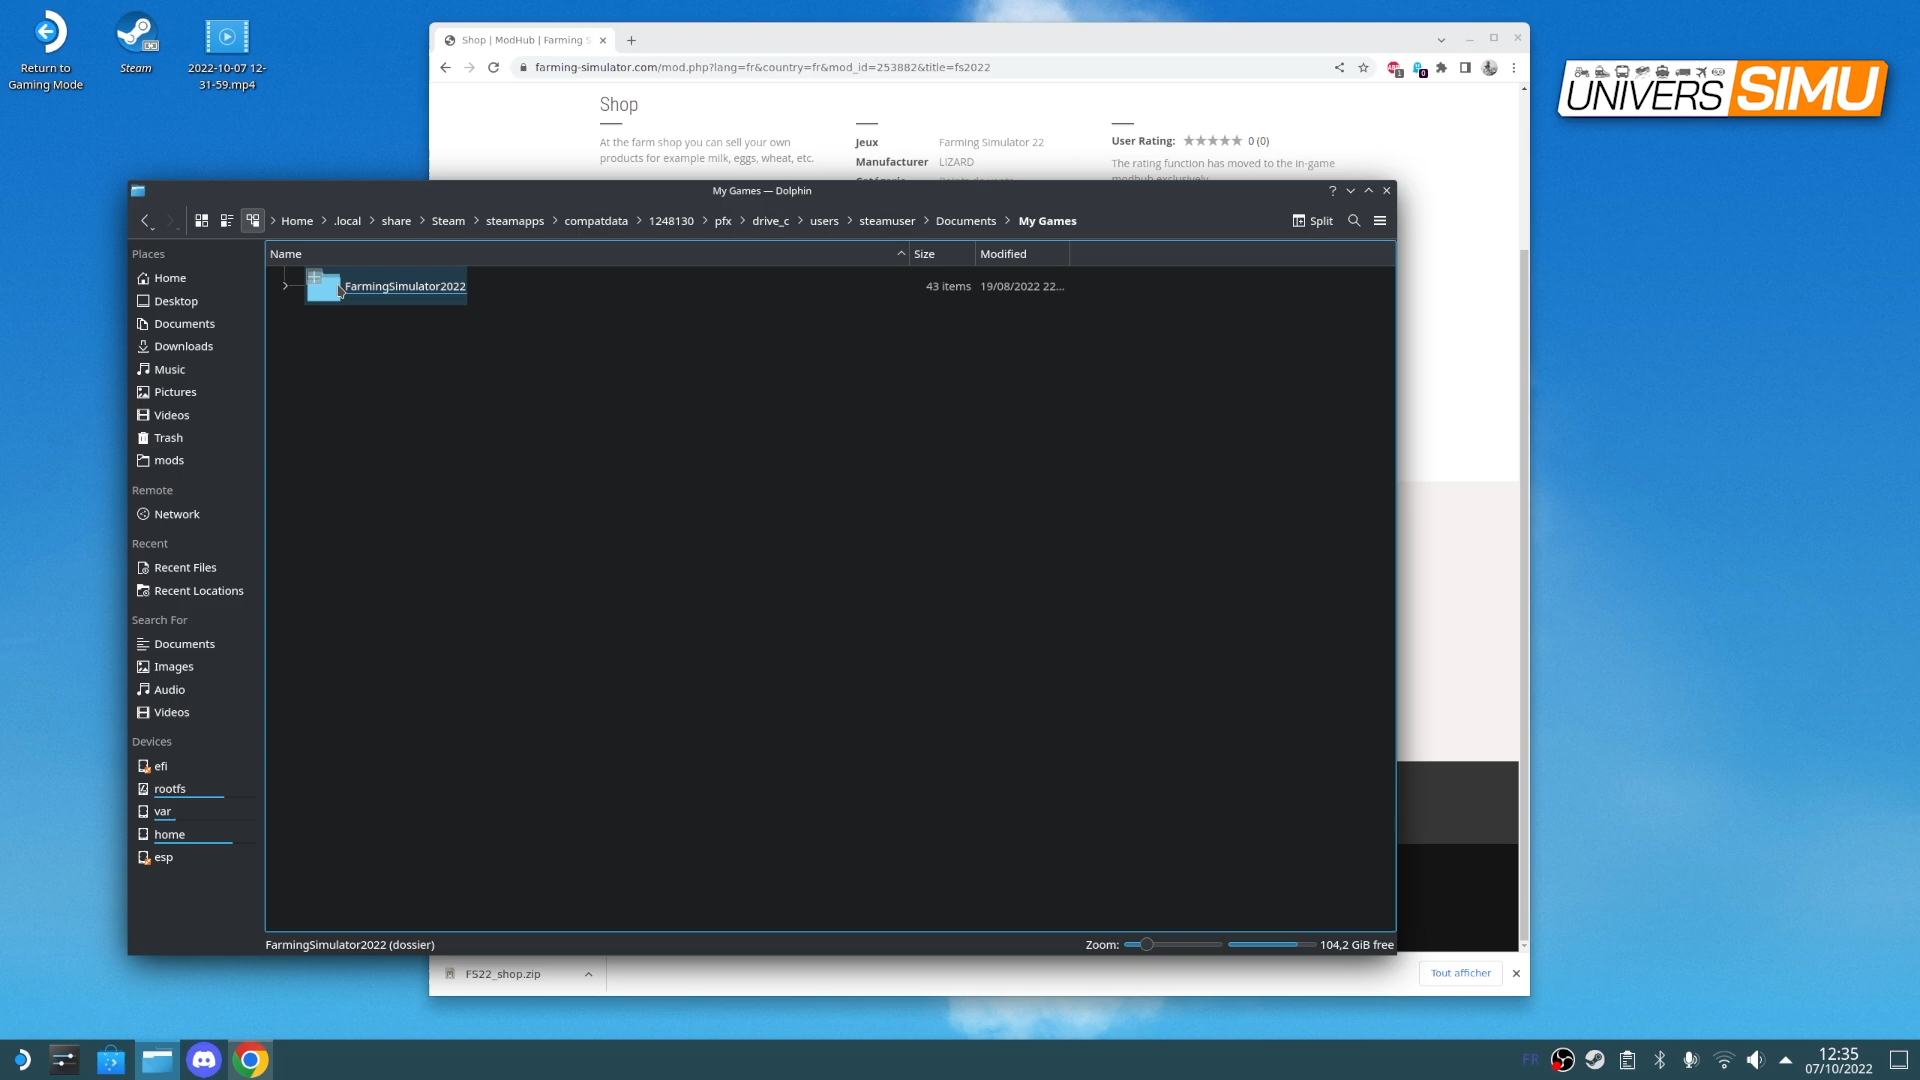 Return to
Gaming Mode
Steam
2022-10-07 12-
31-59.mp4
Shop | ModHub | Farming S
farming-simulator.com/mod.php?lang=fr&country=fr&mod_id=253882&title=fs2022
1
0
UNIVERS SIMU
Shop
At the farm shop you can sell your own
products for example milk, eggs, wheat, etc.
Jeux Farming Simulator 22
Manufacturer LIZARD
User Rating: 0 (0)
The rating function has moved to the in-game
modhub exclusively.
My Games — Dolphin
Home > .local > share > Steam > steamapps > compatdata > 1248130 > pfx > drive_c > users > steamuser > Documents > My Games
Split
Places
Home
Desktop
Documents
Downloads
Music
Pictures
Videos
Trash
mods
Remote
Network
Recent
Recent Files
Recent Locations
Search For
Documents
Images
Audio
Videos
Devices
efi
rootfs
var
home
esp
Name Size Modified
FarmingSimulator2022 43 items 19/08/2022 22...
FarmingSimulator2022 (dossier)
Zoom: 104,2 GiB free
FS22_shop.zip
Tout afficher
FR
12:35
07/10/2022